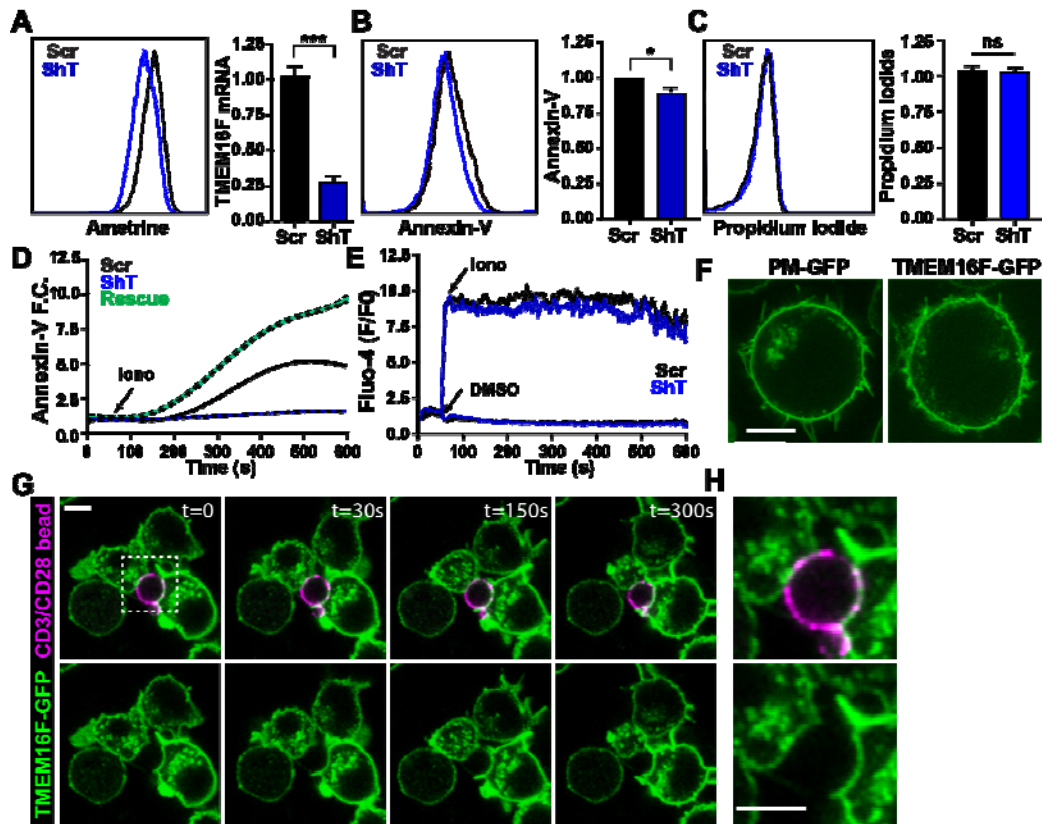 A
Scr
ShT
Ametrine
TMEM16F mRNA
1.25
1.00
0.75
0.50
0.25
0.00
***
Scr ShT
B
Scr
ShT
Annexin-V
Annexin-V
1.25
1.00
0.75
0.50
0.25
0.00
*
Scr ShT
C
Scr
ShT
Propidium Iodide
Propidium Iodide
1.25
1.00
0.75
0.50
0.25
0.00
ns
Scr ShT
D
Scr
ShT
Rescue
Annexin-V F.C.
12.5
10.0
7.5
5.0
2.5
0.0
Iono
0 100 200 300 400 500 600
Time (s)
E
Iono
Fluo-4 (F/F0)
12.5
10.0
7.5
5.0
2.5
0.0
Scr
ShT
DMSO
0 100 200 300 400 500 600
Time (s)
F
PM-GFP TMEM16F-GFP
G
CD3/CD28 bead
TMEM16F-GFP
t=0 t=30s t=150s t=300s
H